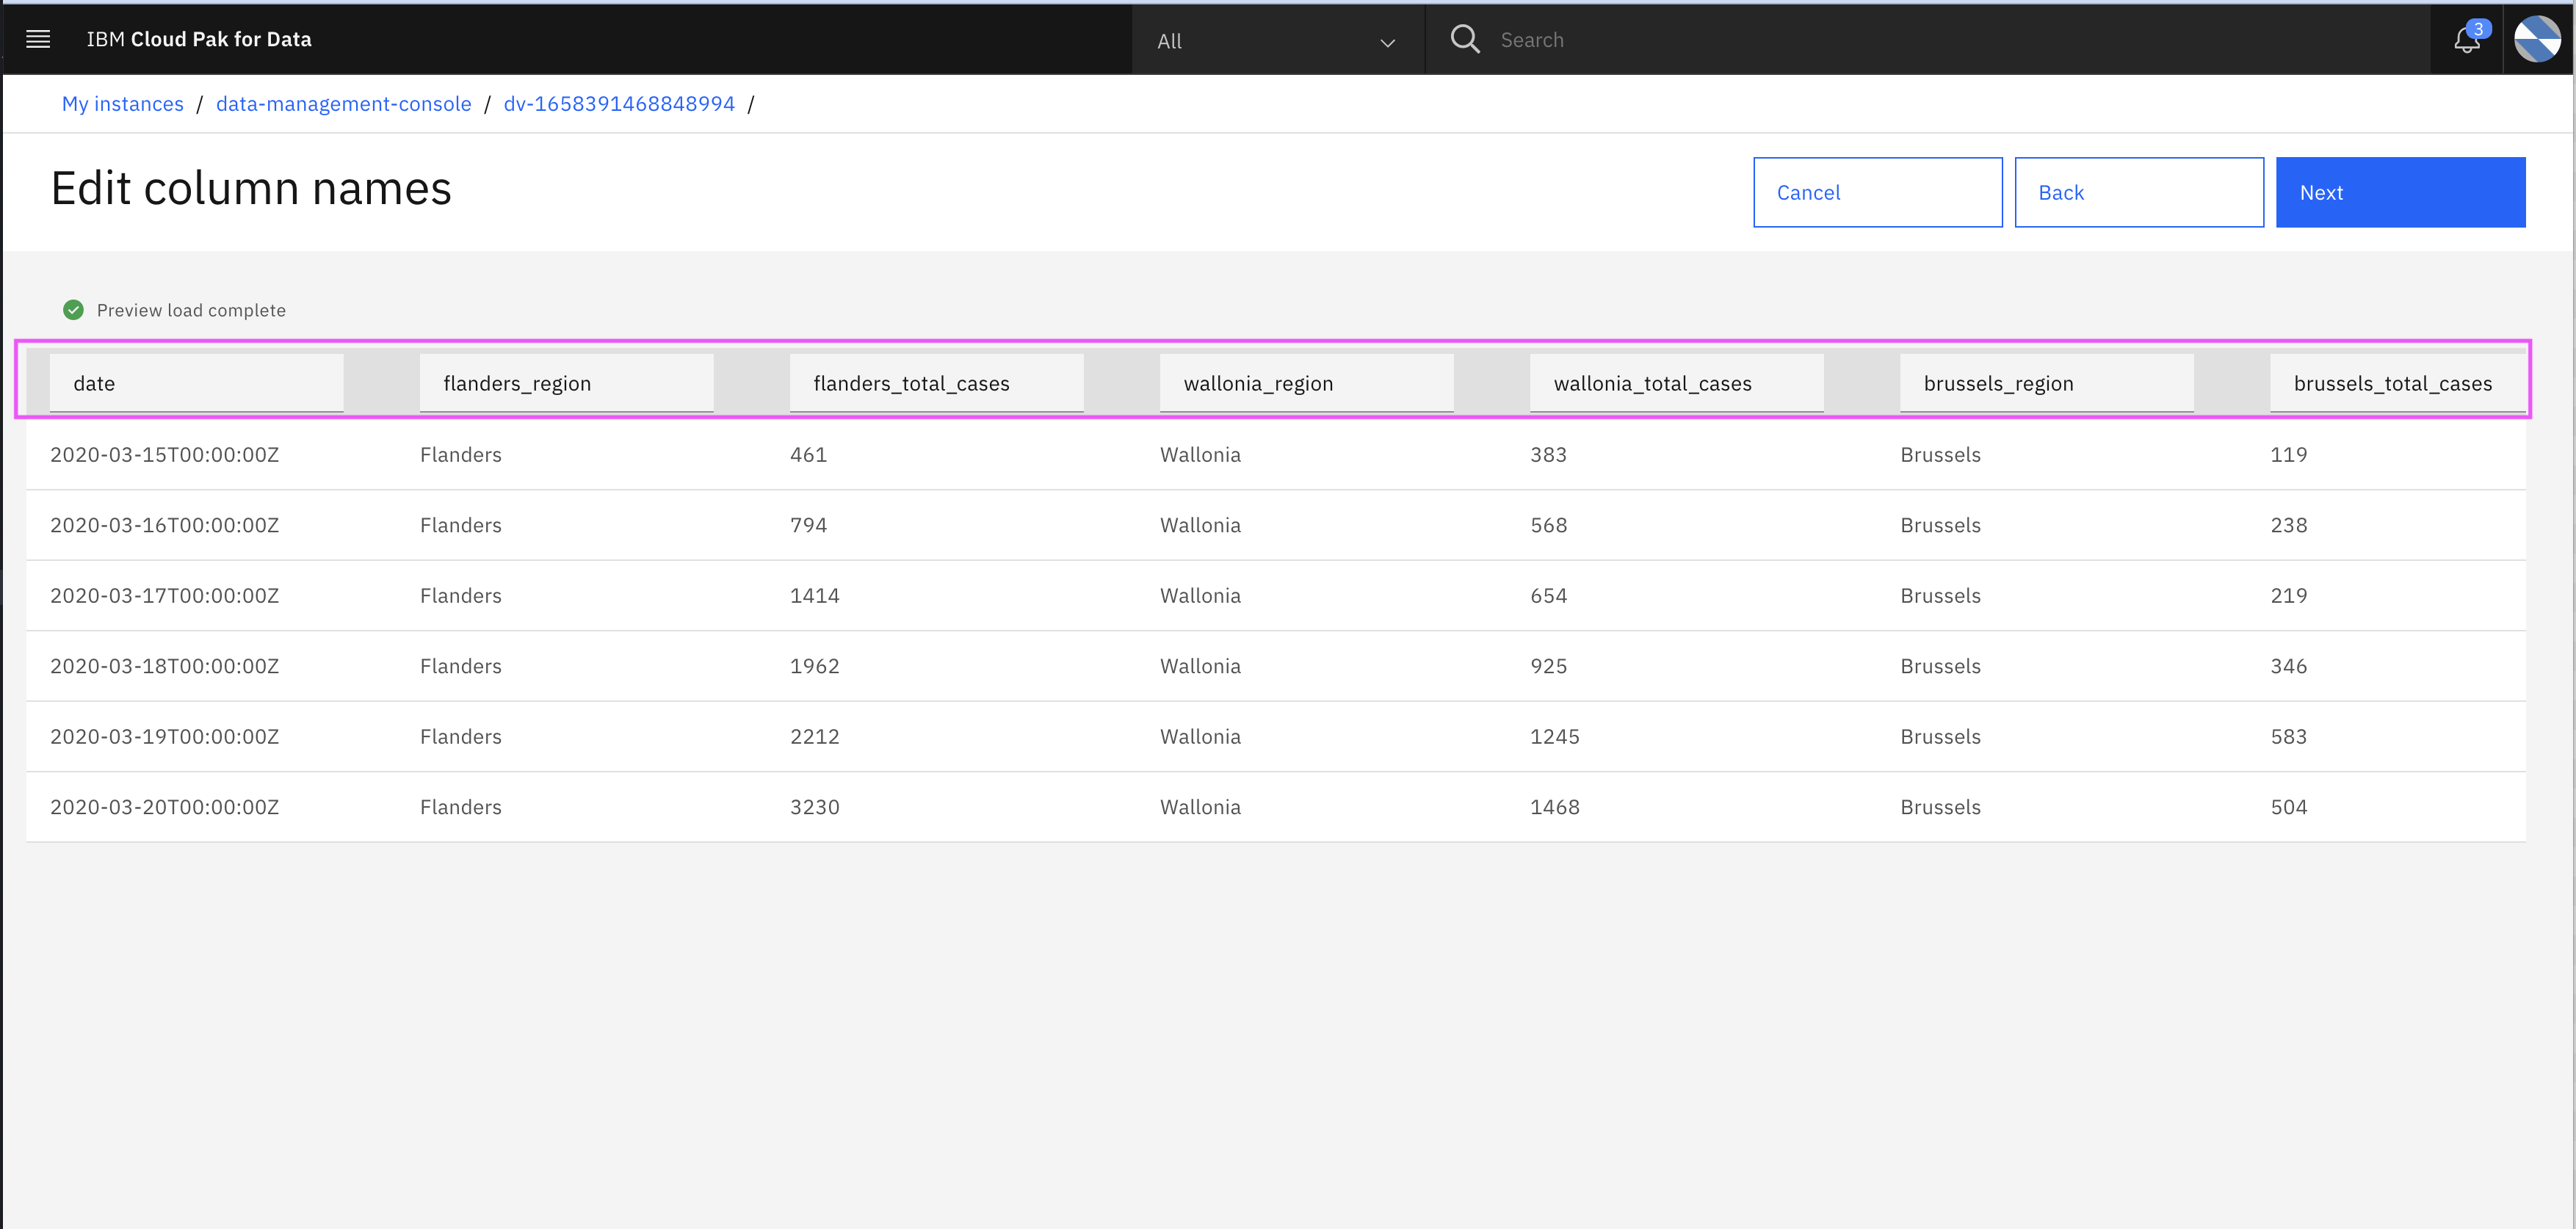 IBM Cloud Pak for Data All Search 3
My instances / data-management-console / dv-1658391468848994 /
Edit column names Cancel Back Next
Preview load complete
date flanders_region flanders_total_cases wallonia_region wallonia_total_cases brussels_region brussels_total_cases
2020-03-15T00:00:00Z Flanders 461 Wallonia 383 Brussels 119
2020-03-16T00:00:00Z Flanders 794 Wallonia 568 Brussels 238
2020-03-17T00:00:00Z Flanders 1414 Wallonia 654 Brussels 219
2020-03-18T00:00:00Z Flanders 1962 Wallonia 925 Brussels 346
2020-03-19T00:00:00Z Flanders 2212 Wallonia 1245 Brussels 583
2020-03-20T00:00:00Z Flanders 3230 Wallonia 1468 Brussels 504